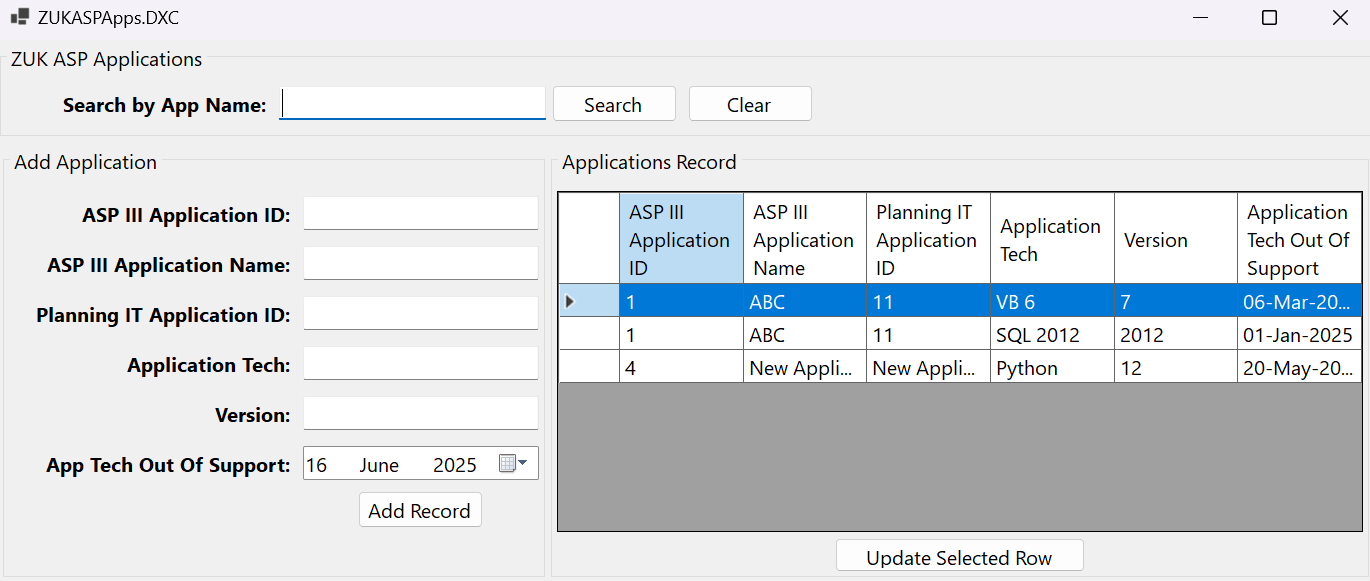 ZUKASPApps.DXC
ZUK ASP Applications
Search by App Name:
Search
Clear
Add Application
ASP III Application ID:
ASP III Application Name:
Planning IT Application ID:
Application Tech:
Version:
App Tech Out Of Support:
16 June 2025
Add Record
Applications Record
ASP III Application ID
ASP III Application Name
Planning IT Application ID
Application Tech
Version
Application Tech Out Of Support
1 ABC 11 VB 6 7 06-Mar-20...
1 ABC 11 SQL 2012 2012 01-Jan-2025
4 New Appli... New Appli... Python 12 20-May-20...
Update Selected Row